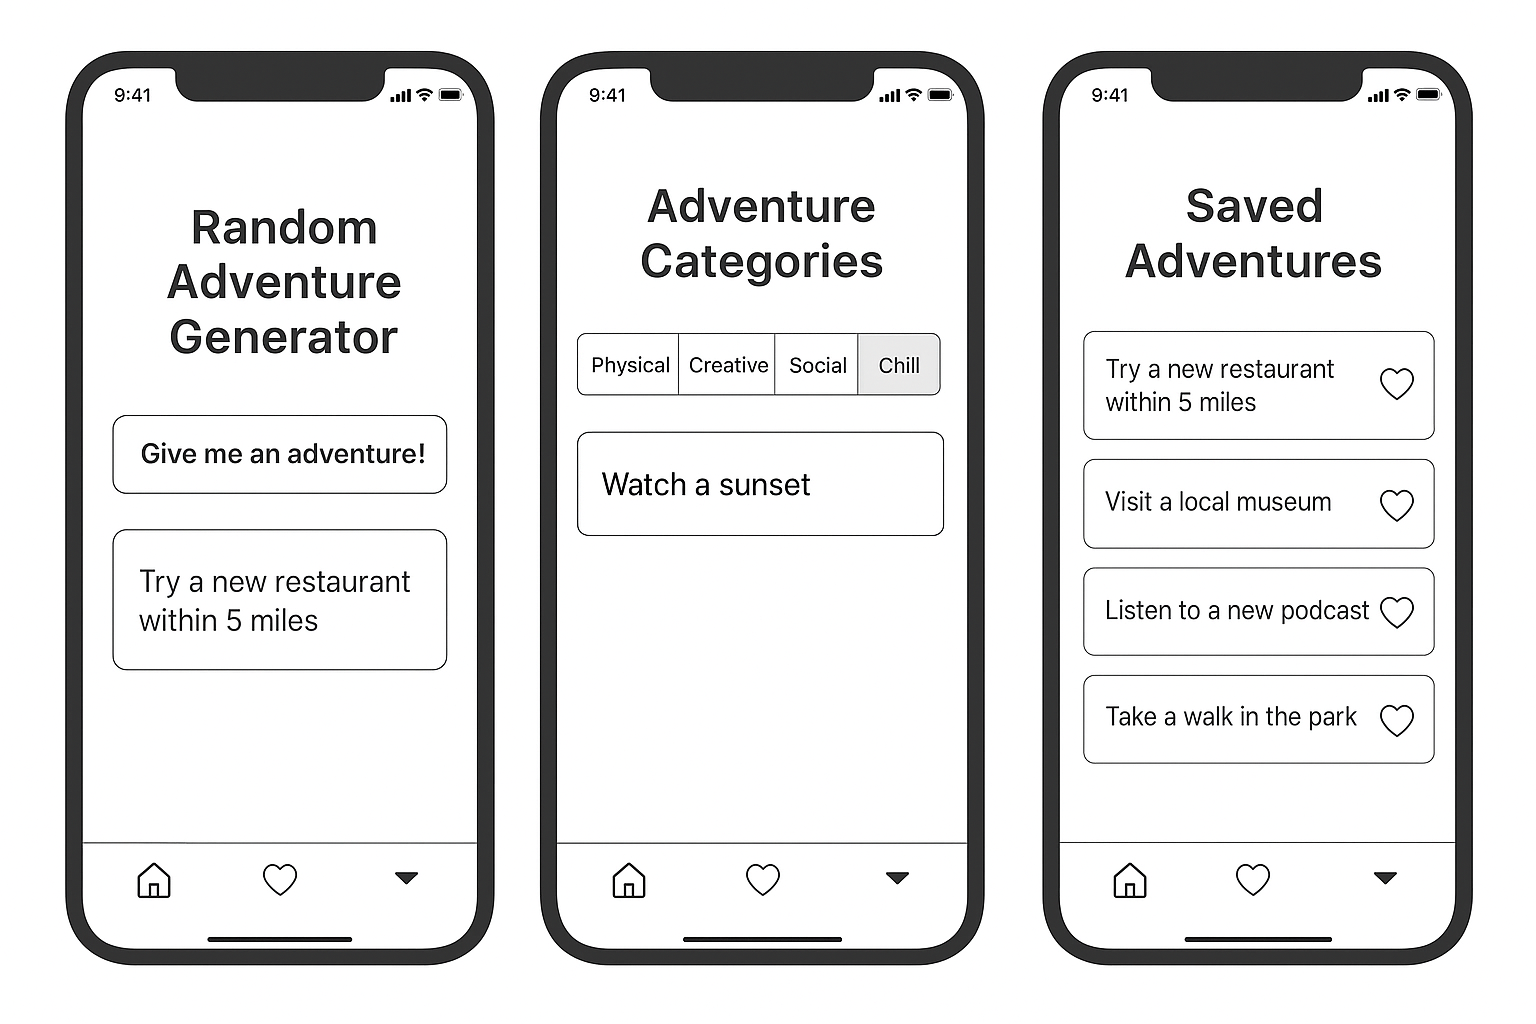 9:41
Random
Adventure
Generator
Give me an adventure!
Try a new restaurant
within 5 miles
9:41
Adventure
Categories
Physical Creative Social Chill
Watch a sunset
9:41
Saved
Adventures
Try a new restaurant
within 5 miles
Visit a local museum
Listen to a new podcast
Take a walk in the park